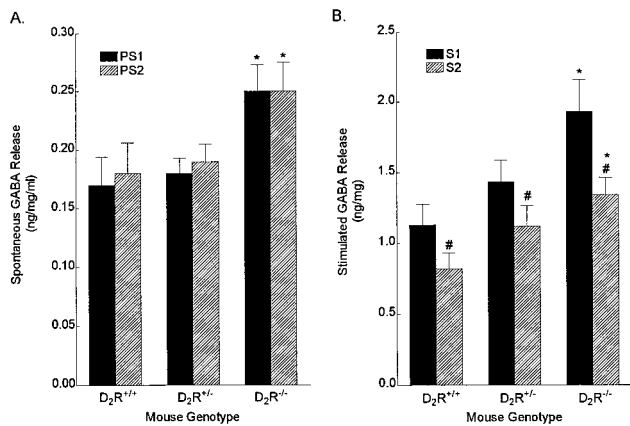 A.
PS1
PS2
* *
0.30
0.25
0.20
0.15
0.10
0.05
0.00
Spontaneous GABA Release
(ng/mg/ml)
D₂R⁺/⁺ D₂R⁺/⁻ D₂R⁻/⁻
Mouse Genotype
B.
S1
S2
*
*
#
#
#
2.5
2.0
1.5
1.0
0.5
0.0
Stimulated GABA Release
(ng/mg)
D₂R⁺/⁺ D₂R⁺/⁻ D₂R⁻/⁻
Mouse Genotype